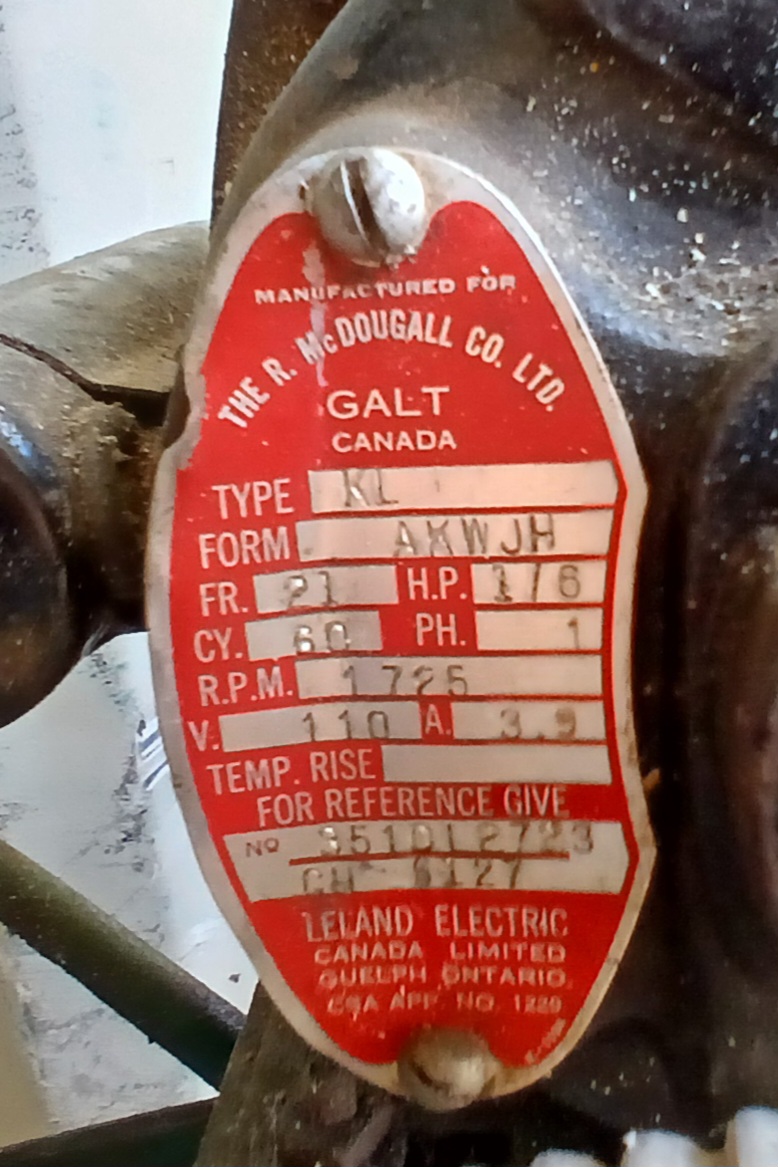 MANUFACTURED FOR
THE R. McDOUGALL CO. LTD.
GALT
CANADA
TYPE KL
FORM AKWJH
FR. 21 H.P. 1/6
CY. 60 PH. 1
R.P.M. 1725
V. 110 A. 3.9
TEMP. RISE
FOR REFERENCE GIVE
NO 351012723
LELAND ELECTRIC
CANADA LIMITED
GUELPH ONTARIO.
CSA APP. NO. 1220